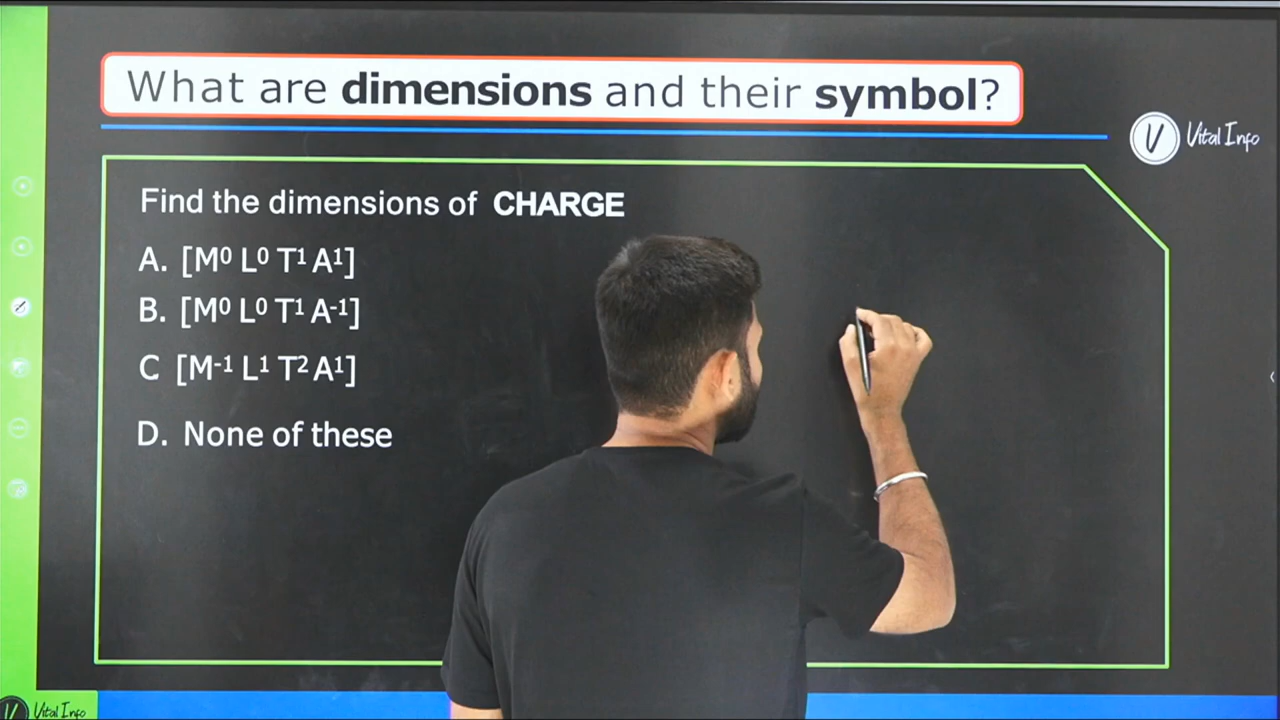 What are dimensions and their symbol?
Vital Info
Find the dimensions of CHARGE
A. [M⁰ L⁰ T¹ A¹]
B. [M⁰ L⁰ T¹ A⁻¹]
C [M⁻¹ L¹ T² A¹]
D. None of these
Vital Info